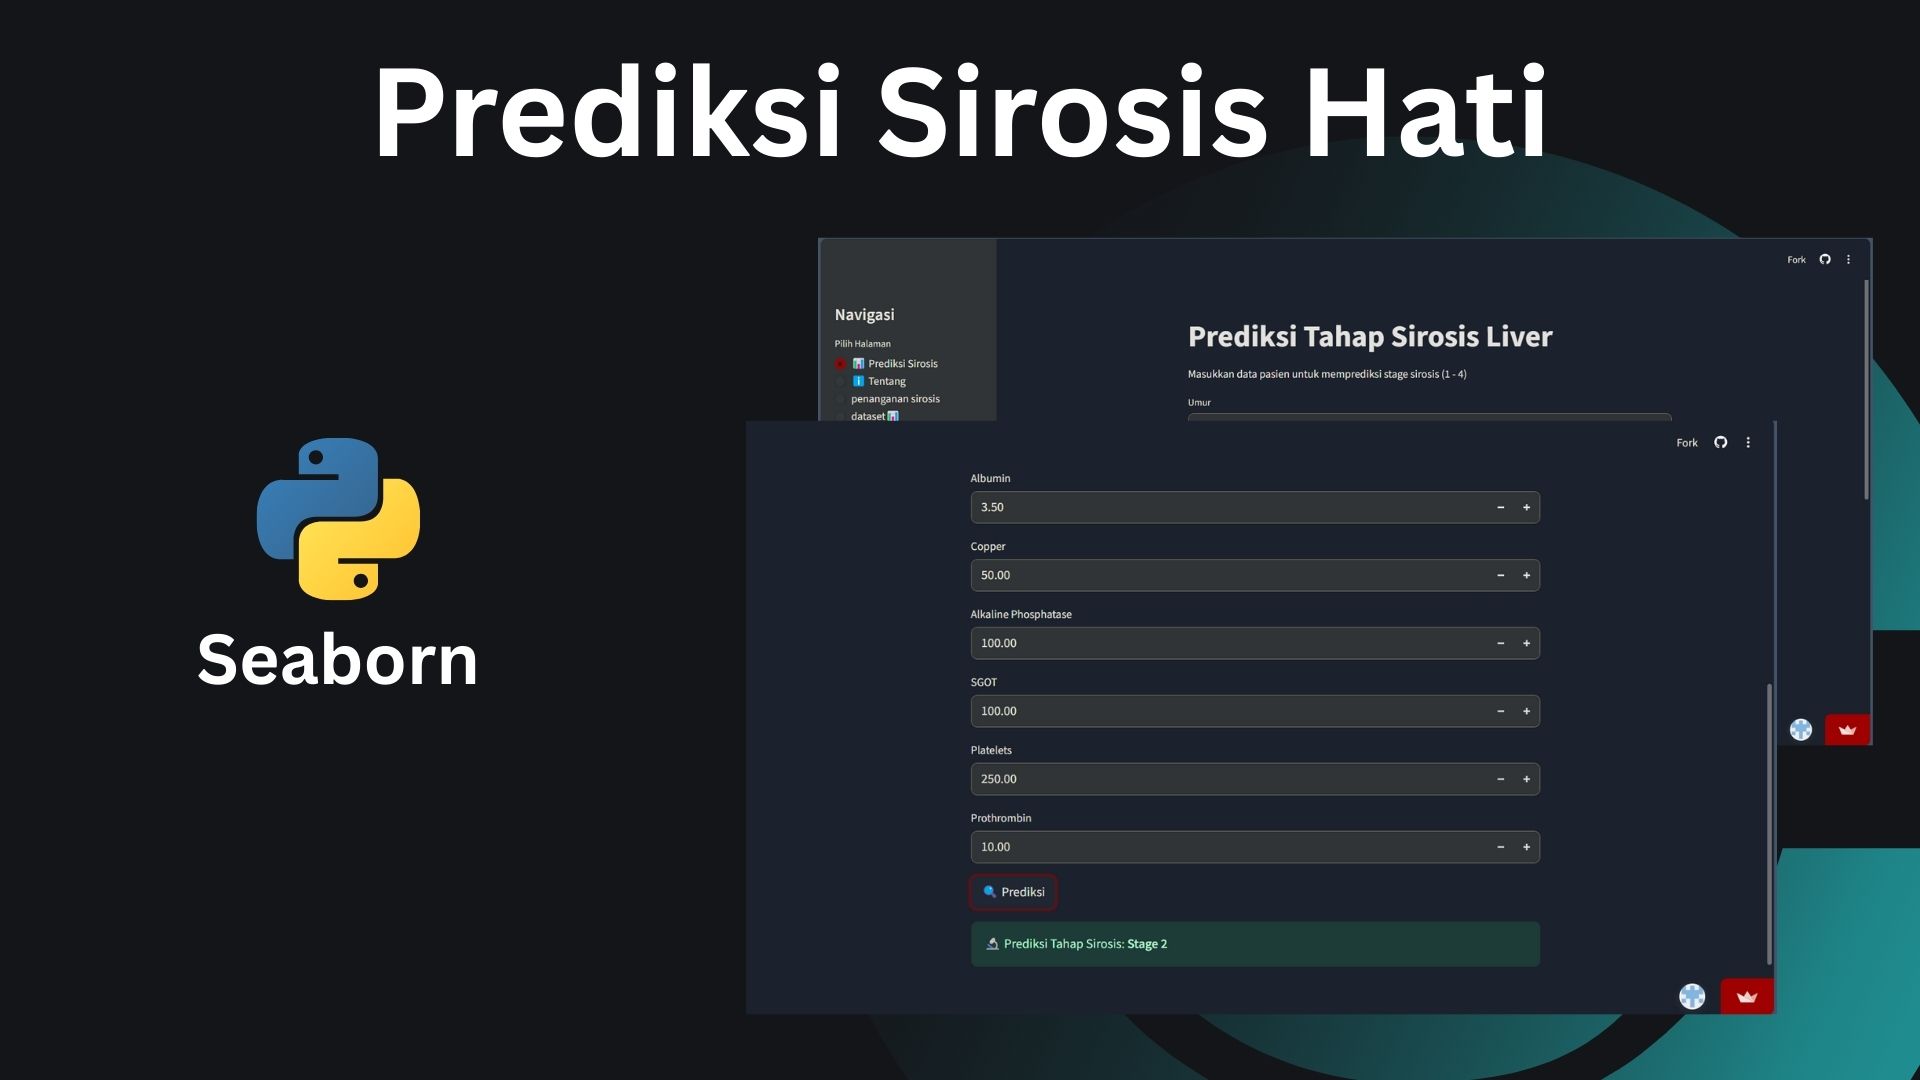 Prediksi Sirosis Hati
Seaborn
Fork
Navigasi
Pilih Halaman
📊 Prediksi Sirosis
ℹ️ Tentang
penanganan sirosis
dataset📊
Prediksi Tahap Sirosis Liver
Masukkan data pasien untuk memprediksi stage sirosis (1 - 4)
Umur
Fork
Albumin
3.50
Copper
50.00
Alkaline Phosphatase
100.00
SGOT
100.00
Platelets
250.00
Prothrombin
10.00
🔍 Prediksi
🔬 Prediksi Tahap Sirosis: Stage 2